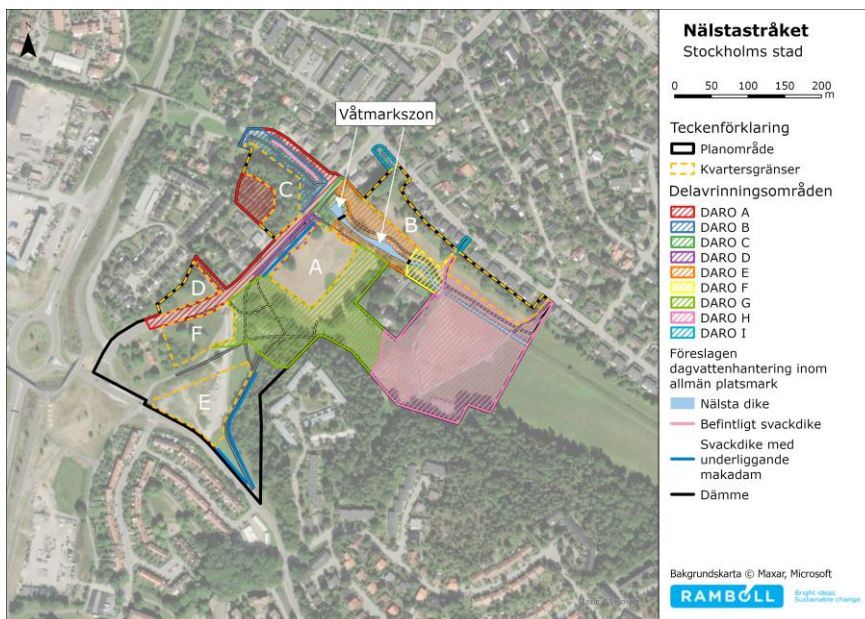 N
Våtmarkszon
C
B
A
D
F
E
Maxar, Microsoft
Nälstastråket
Stockholms stad
0 50 100 150 200
m
Teckenförklaring
Planområde
Kvartersgränser
Delavrinningsområden
DARO A
DARO B
DARO C
DARO D
DARO E
DARO F
DARO G
DARO H
DARO I
Föreslagen
dagvattenhantering inom
allmän platsmark
Nälsta dike
Befintligt svackdike
Svackdike med
underliggande
makadam
Dämme
Bakgrundskarta © Maxar, Microsoft
RAMBOLL
Bright ideas.
Sustainable change.